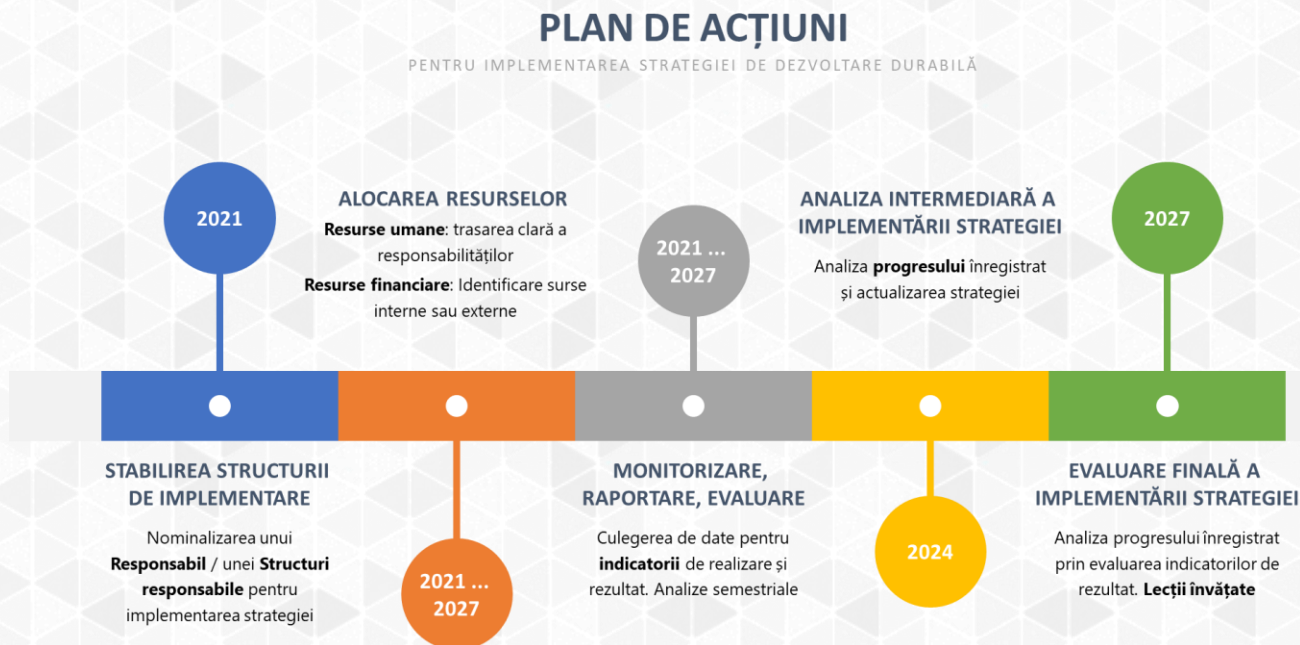 PLAN DE ACȚIUNI
PENTRU IMPLEMENTAREA STRATEGIEI DE DEZVOLTARE DURABILĂ
2021
STABILIREA STRUCTURII
DE IMPLEMENTARE
Nominalizarea unui
Responsabil / unei Structuri
responsabile pentru
implementarea strategiei
ALOCAREA RESURSELOR
Resurse umane: trasarea clară a
responsabilităților
Resurse financiare: Identificare surse
interne sau externe
2021 ...
2027
2021 ...
2027
MONITORIZARE,
RAPORTARE, EVALUARE
Culegerea de date pentru
indicatorii de realizare și
rezultat. Analize semestriale
ANALIZA INTERMEDIARĂ A
IMPLEMENTĂRII STRATEGIEI
Analiza progresului înregistrat
și actualizarea strategiei
2024
2027
EVALUARE FINALĂ A
IMPLEMENTĂRII STRATEGIEI
Analiza progresului înregistrat
prin evaluarea indicatorilor de
rezultat. Lecții învățate